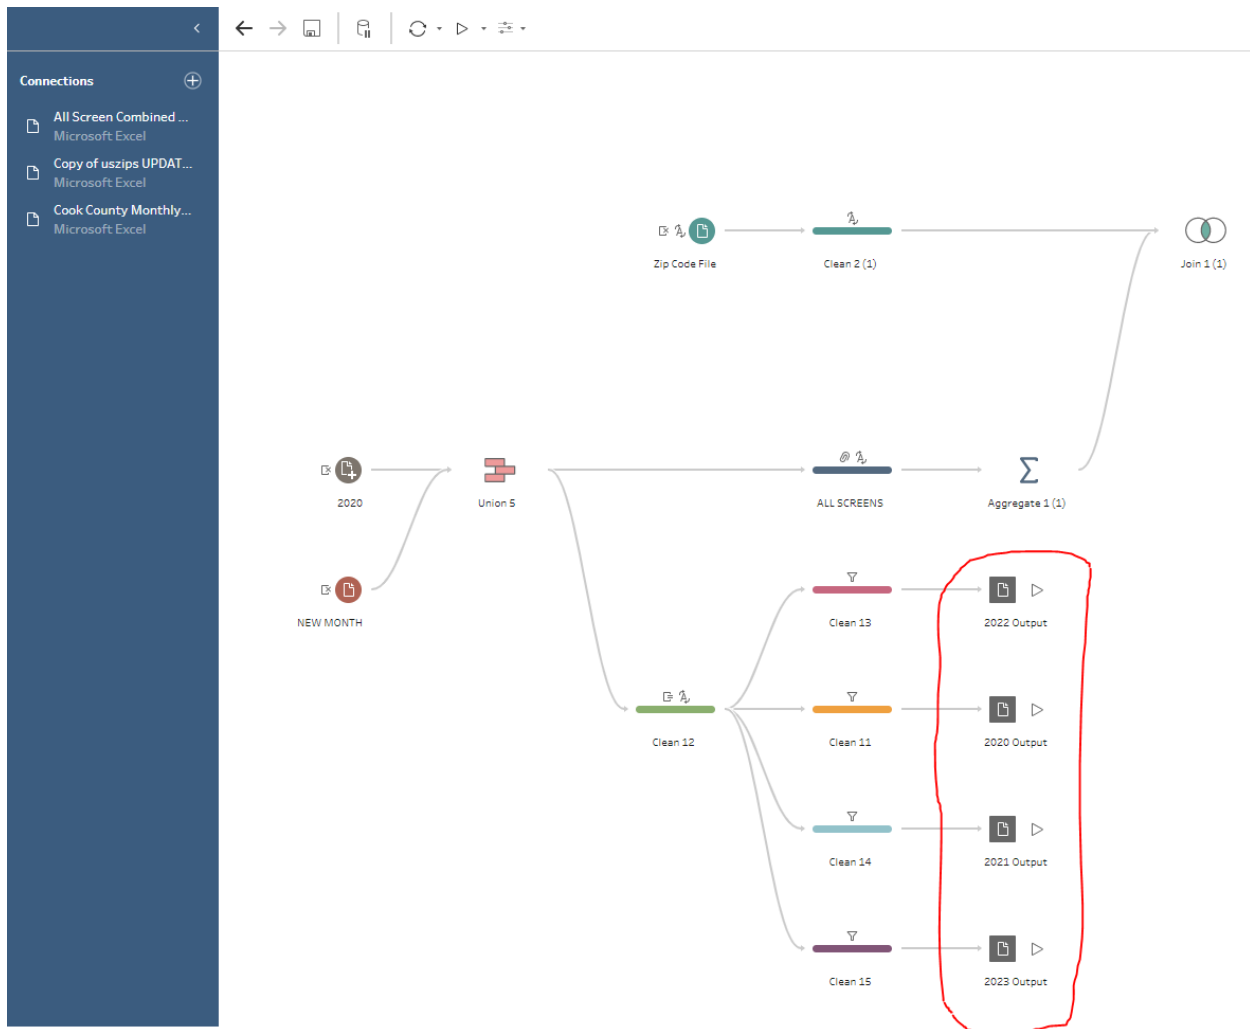 Connections
All Screen Combined ...
Microsoft Excel
Copy of uszips UPDAT...
Microsoft Excel
Cook County Monthly...
Microsoft Excel
Zip Code File
Clean 2 (1)
Join 1 (1)
2020
Union 5
ALL SCREENS
Aggregate 1 (1)
NEW MONTH
Clean 13
2022 Output
Clean 12
Clean 11
2020 Output
Clean 14
2021 Output
Clean 15
2023 Output